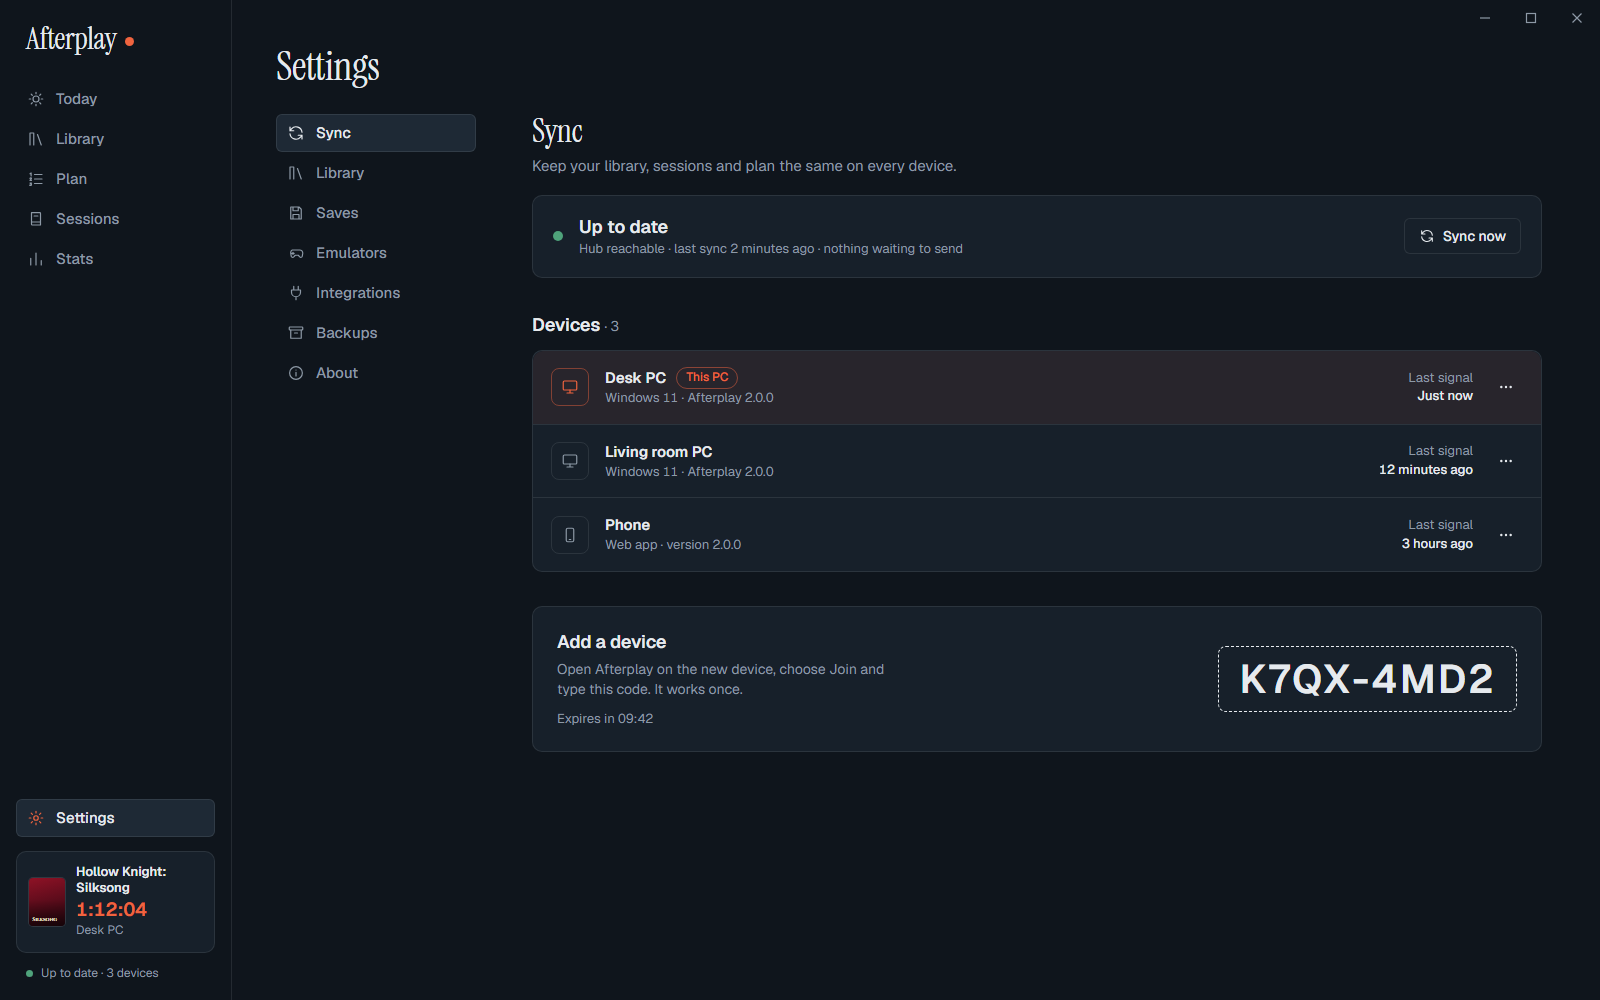 Afterplay
Today
Library
Plan
Sessions
Stats
Settings
Hollow Knight:
Silksong
1:12:04
Desk PC
Up to date · 3 devices
Settings
Sync
Library
Saves
Emulators
Integrations
Backups
About
Sync
Keep your library, sessions and plan the same on every device.
Up to date
Hub reachable · last sync 2 minutes ago · nothing waiting to send
Sync now
Devices · 3
Desk PC This PC
Windows 11 · Afterplay 2.0.0
Last signal
Just now
Living room PC
Windows 11 · Afterplay 2.0.0
Last signal
12 minutes ago
Phone
Web app · version 2.0.0
Last signal
3 hours ago
Add a device
Open Afterplay on the new device, choose Join and
type this code. It works once.
Expires in 09:42
K7QX-4MD2